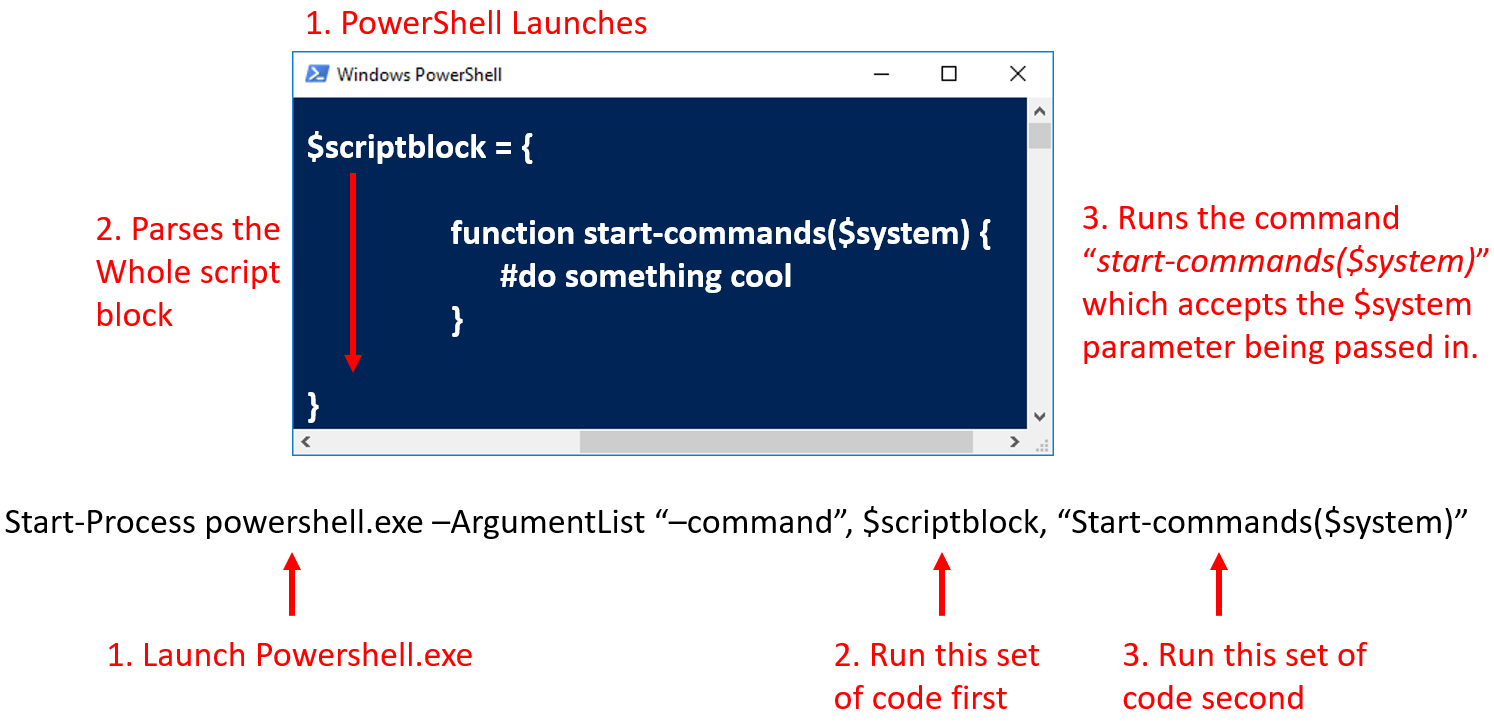 1. PowerShell Launches
Windows PowerShell
$scriptblock = {
function start-commands($system) {
#do something cool
}
}
2. Parses the
Whole script
block
3. Runs the command
“start-commands($system)”
which accepts the $system
parameter being passed in.
Start-Process powershell.exe –ArgumentList “–command”, $scriptblock, “Start-commands($system)”
1. Launch Powershell.exe
2. Run this set
of code first
3. Run this set of
code second